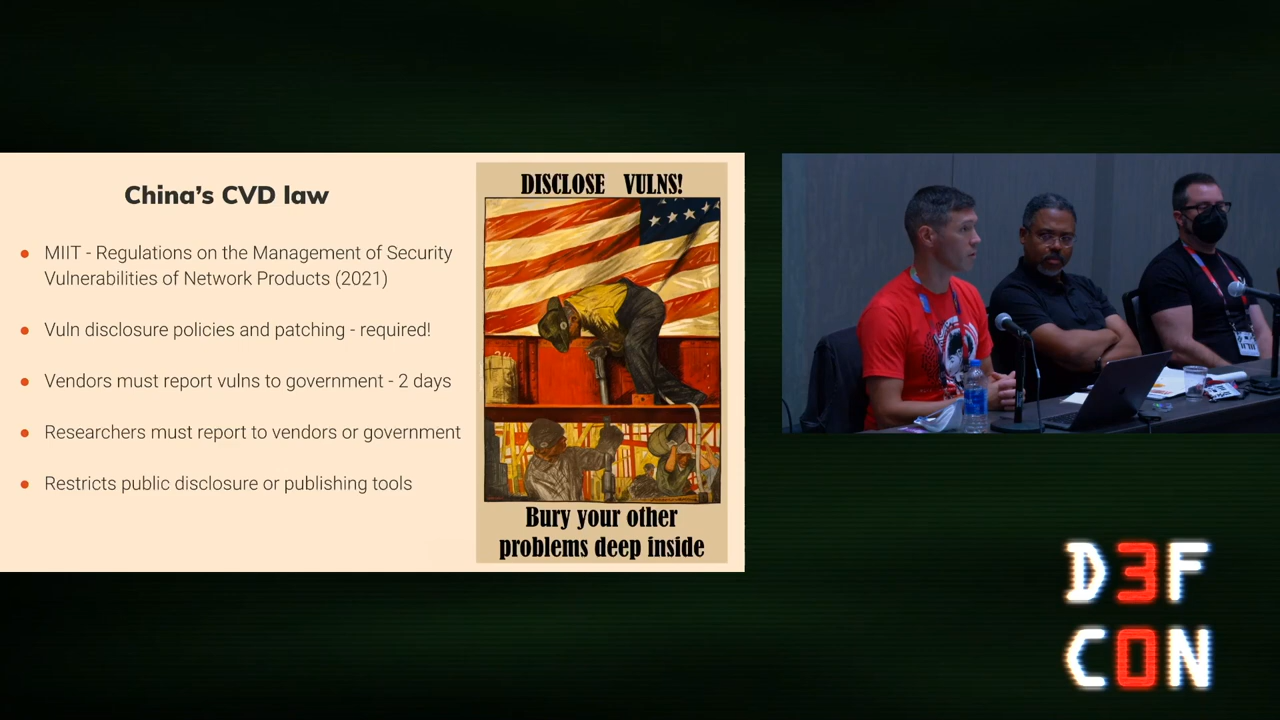 China's CVD law
MIIT - Regulations on the Management of Security
Vulnerabilities of Network Products (2021)
Vuln disclosure policies and patching - required!
Vendors must report vulns to government - 2 days
Researchers must report to vendors or government
Restricts public disclosure or publishing tools
DISCLOSE VULNS!
Bury your other
problems deep inside
D3F
C0N